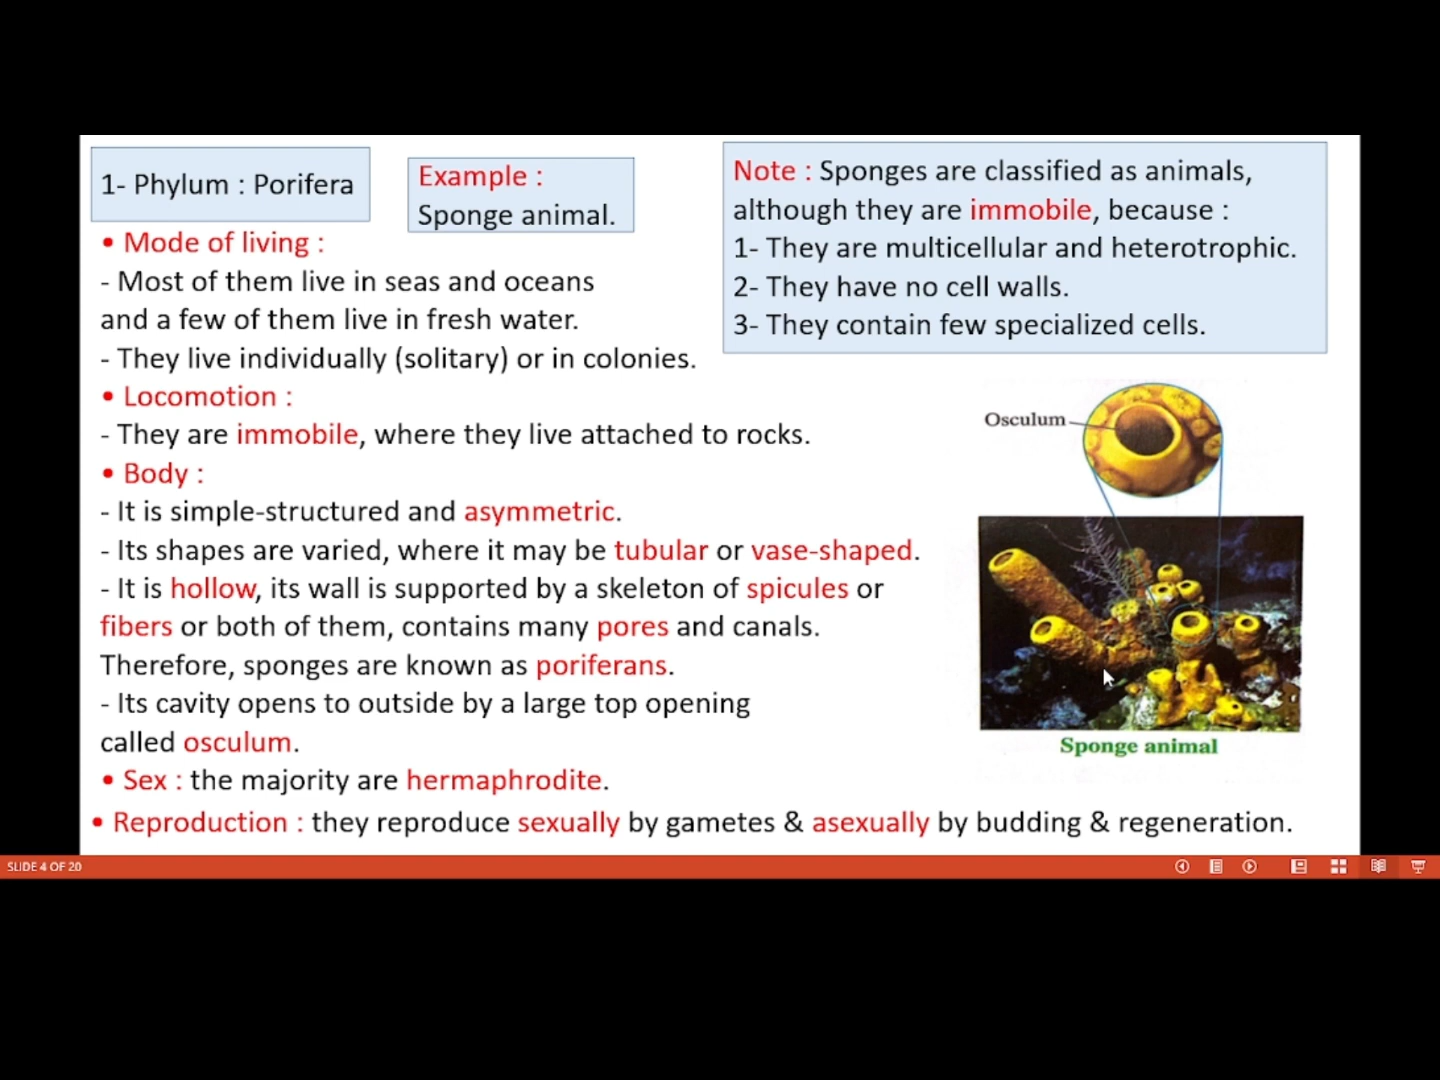 1- Phylum : Porifera
Example :
Sponge animal.
Note : Sponges are classified as animals,
although they are immobile, because :
1- They are multicellular and heterotrophic.
2- They have no cell walls.
3- They contain few specialized cells.
• Mode of living :
- Most of them live in seas and oceans
and a few of them live in fresh water.
- They live individually (solitary) or in colonies.
• Locomotion :
- They are immobile, where they live attached to rocks.
• Body :
- It is simple-structured and asymmetric.
- Its shapes are varied, where it may be tubular or vase-shaped.
- It is hollow, its wall is supported by a skeleton of spicules or
fibers or both of them, contains many pores and canals.
Therefore, sponges are known as poriferans.
- Its cavity opens to outside by a large top opening
called osculum.
• Sex : the majority are hermaphrodite.
• Reproduction : they reproduce sexually by gametes & asexually by budding & regeneration.
Osculum
Sponge animal
SLIDE 4 OF 20